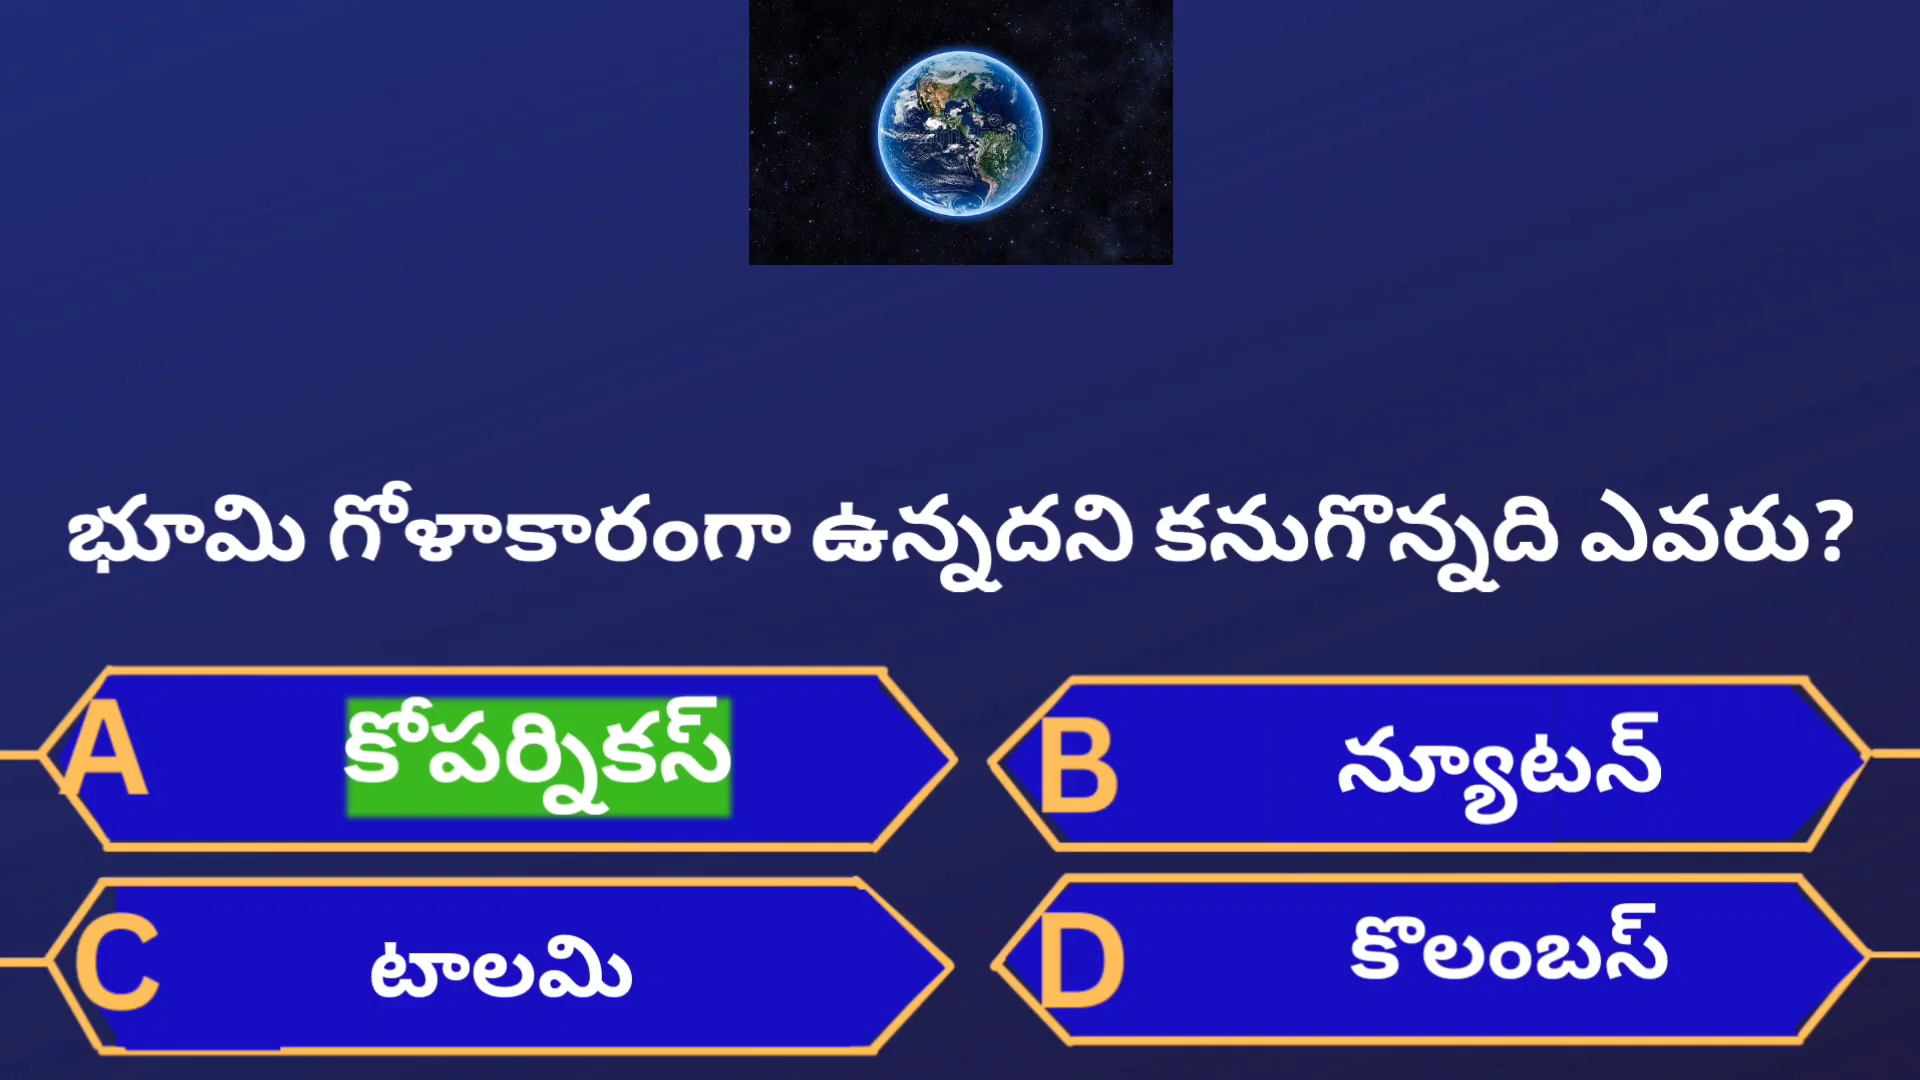 భూమి గోళాకారంగా ఉన్నదని కనుగొన్నది ఎవరు?
A కోపర్నికస్
B న్యూటన్
C టాలమి
D కొలంబస్